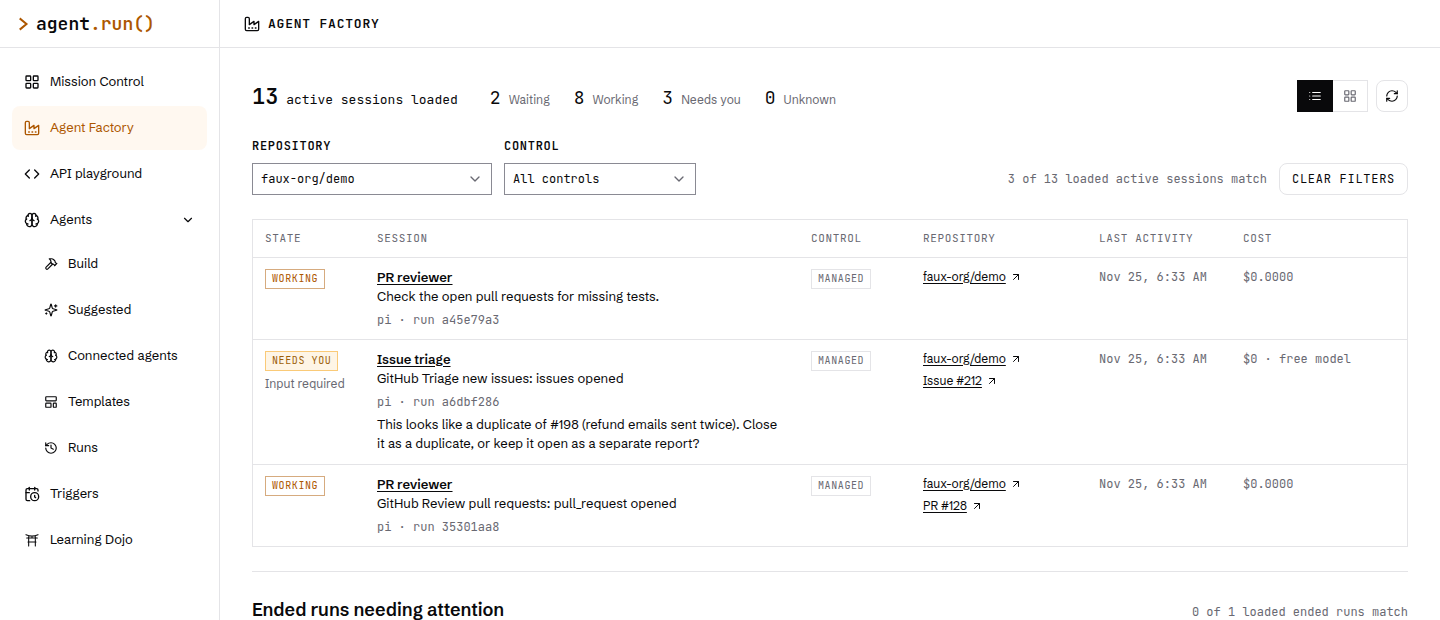 agent.run()
AGENT FACTORY
Mission Control
Agent Factory
API playground
Agents
Build
Suggested
Connected agents
Templates
Runs
Triggers
Learning Dojo
13 active sessions loaded 2 Waiting 8 Working 3 Needs you 0 Unknown
REPOSITORY CONTROL
faux-org/demo All controls 3 of 13 loaded active sessions match CLEAR FILTERS
STATE SESSION CONTROL REPOSITORY LAST ACTIVITY COST
WORKING PR reviewer MANAGED faux-org/demo Nov 25, 6:33 AM $0.0000
Check the open pull requests for missing tests.
pi · run a45e79a3
NEEDS YOU Issue triage MANAGED faux-org/demo Nov 25, 6:33 AM $0 · free model
Input required GitHub Triage new issues: issues opened Issue #212
pi · run a6dbf286
This looks like a duplicate of #198 (refund emails sent twice). Close
it as a duplicate, or keep it open as a separate report?
WORKING PR reviewer MANAGED faux-org/demo Nov 25, 6:33 AM $0.0000
GitHub Review pull requests: pull_request opened PR #128
pi · run 35301aa8
Ended runs needing attention 0 of 1 loaded ended runs match